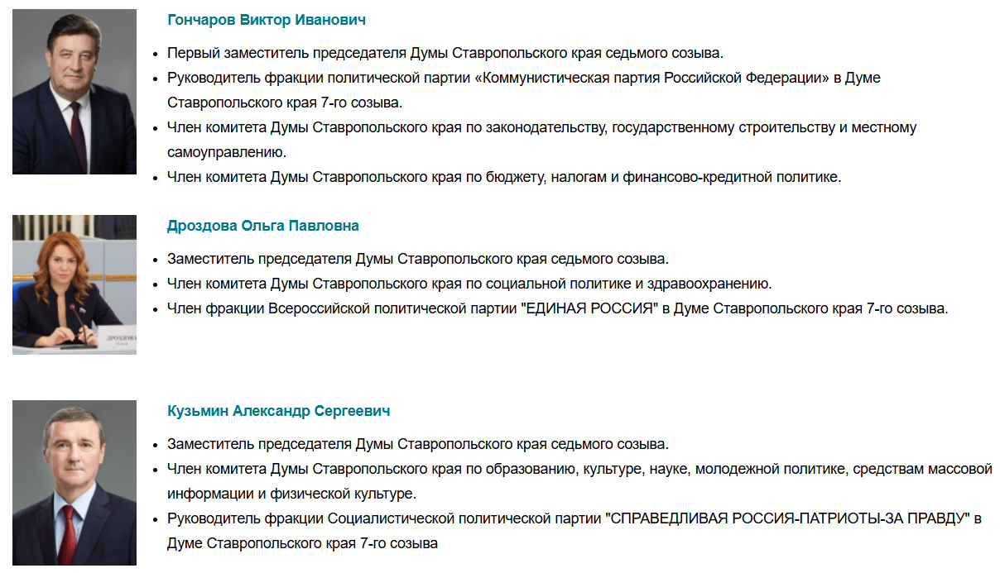 Гончаров Виктор Иванович
Первый заместитель председателя Думы Ставропольского края седьмого созыва.
Руководитель фракции политической партии «Коммунистическая партия Российской Федерации» в Думе
Ставропольского края 7-го созыва.
Член комитета Думы Ставропольского края по законодательству, государственному строительству и местному
самоуправлению.
Член комитета Думы Ставропольского края по бюджету, налогам и финансово-кредитной политике.
Дроздова Ольга Павловна
Заместитель председателя Думы Ставропольского края седьмого созыва.
Член комитета Думы Ставропольского края по социальной политике и здравоохранению.
Член фракции Всероссийской политической партии "ЕДИНАЯ РОССИЯ" в Думе Ставропольского края 7-го созыва.
ДРОЗДОВА
Кузьмин Александр Сергеевич
Заместитель председателя Думы Ставропольского края седьмого созыва.
Член комитета Думы Ставропольского края по образованию, культуре, науке, молодежной политике, средствам массовой
информации и физической культуре.
Руководитель фракции Социалистической политической партии "СПРАВЕДЛИВАЯ РОССИЯ-ПАТРИОТЫ-ЗА ПРАВДУ" в
Думе Ставропольского края 7-го созыва